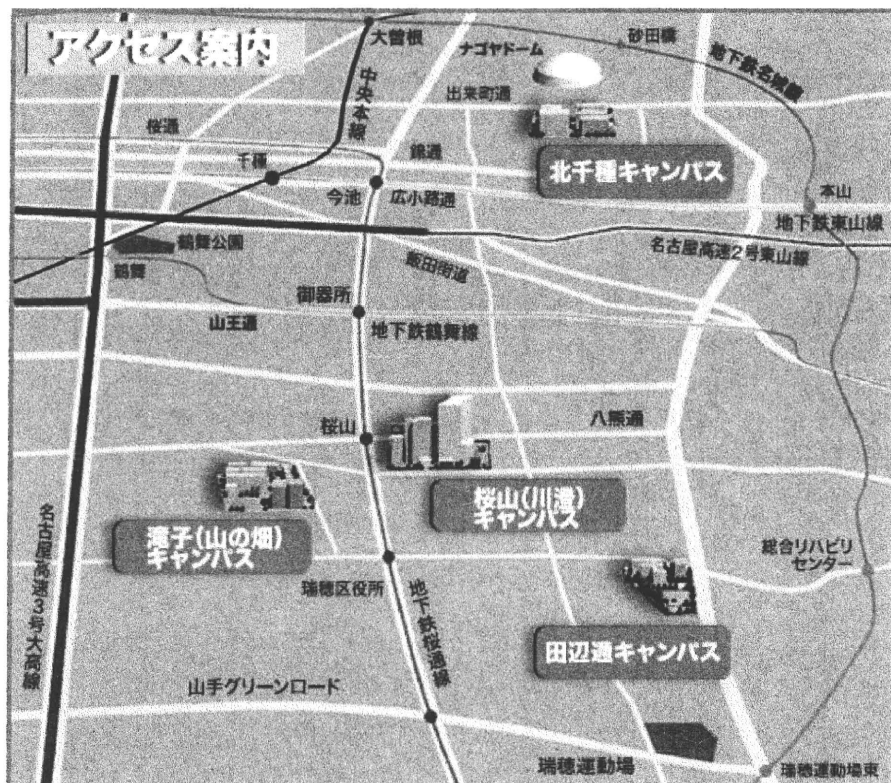 アクセス案内
大曽根
ナゴヤドーム
砂田橋
地下鉄名城線
中央本線
出来町通
桜通
錦通
北千種キャンパス
千種
今池
広小路通
本山
地下鉄東山線
鶴舞公園
名古屋高速2号東山線
鶴舞
飯田街道
御器所
山王通
地下鉄鶴舞線
桜山
八熊通
桜山(川澄)
キャンパス
滝子(山の畑)
キャンパス
総合リハビリ
センター
瑞穂区役所
名古屋高速3号大高線
地下鉄桜通線
田辺通キャンパス
山手グリーンロード
瑞穂運動場
瑞穂運動場東